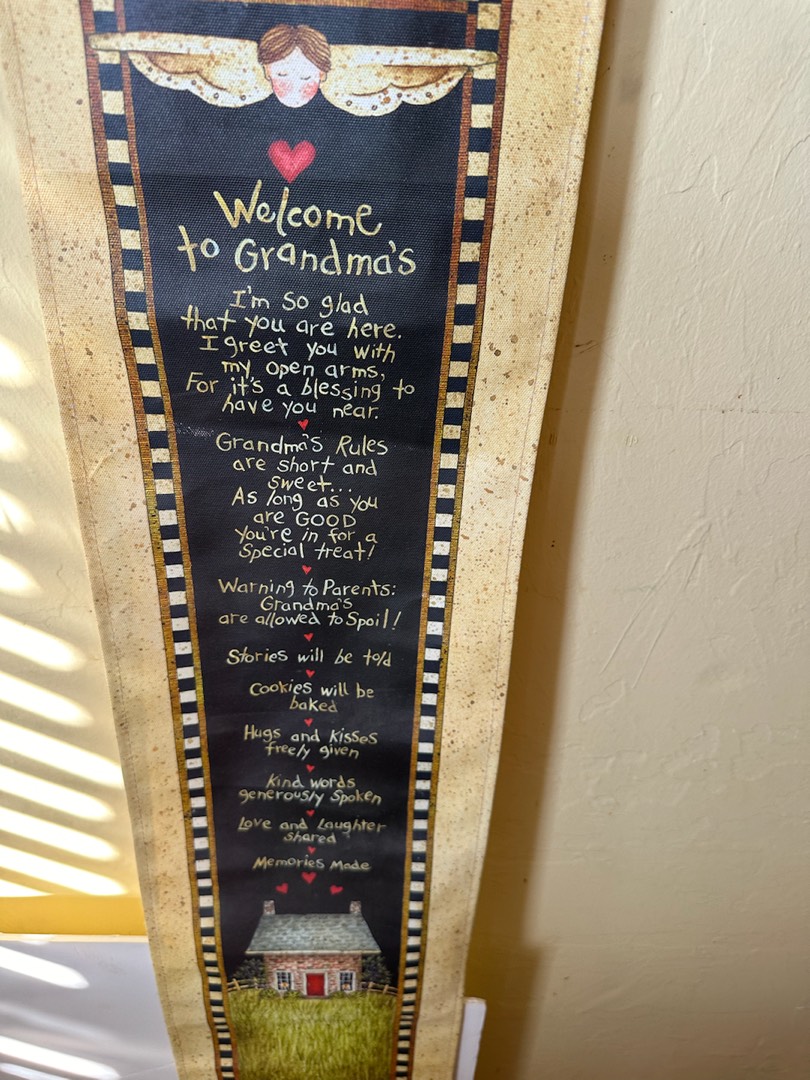 Welcome
to Grandma's
I'm so glad
that you are here.
I greet you with
my open arms,
For it's a blessing to
have you near.
Grandma's Rules
are short and
sweet...
As long as you
are GOOD
You're in for a
Special treat!
Warning to Parents:
Grandma's
are allowed to Spoil!
Stories will be told
Cookies will be
baked
Hugs and Kisses
freely given
Kind words
generously Spoken
Love and Laughter
shared
Memories Made